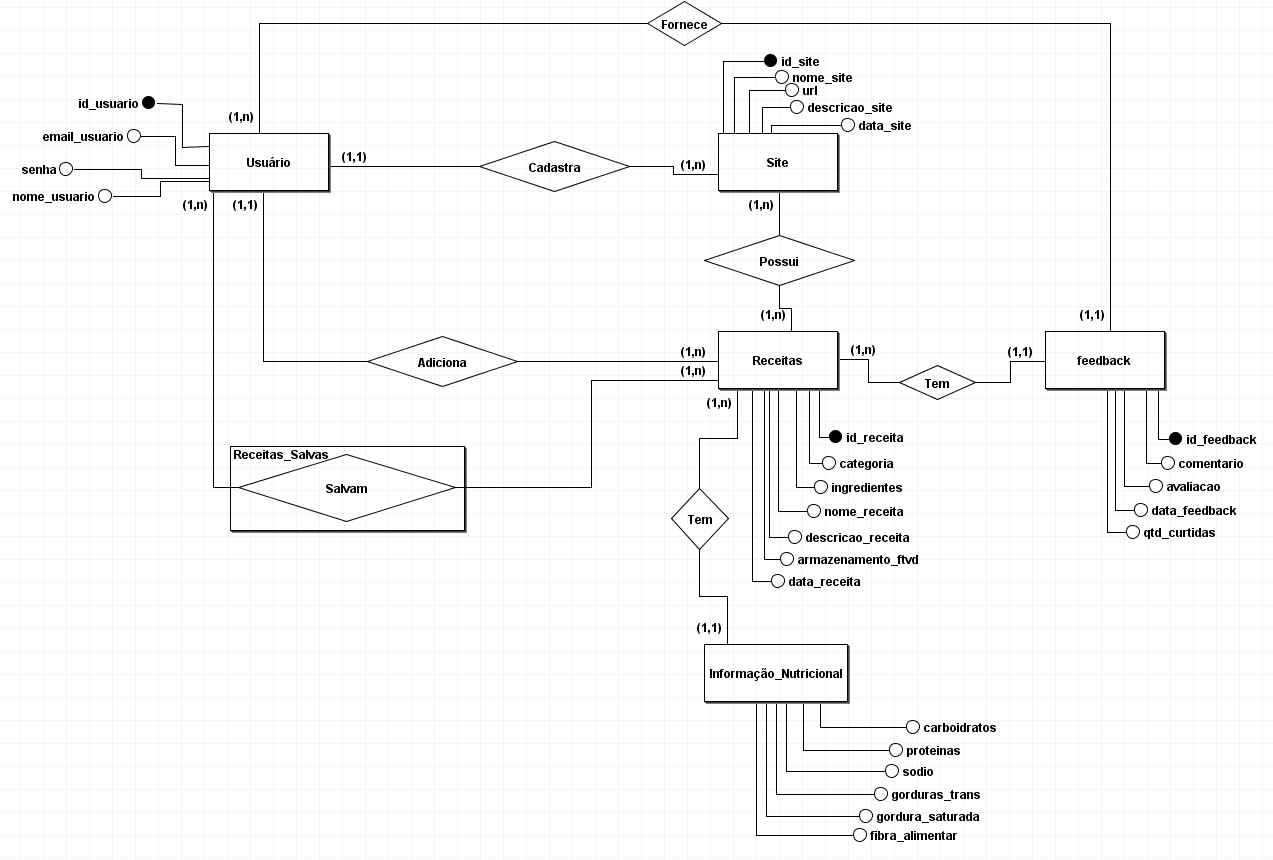 Fornece
id_site
nome_site
url
descricao_site
data_site
id_usuario
email_usuario
senha
nome_usuario
(1,n)
Usuário
(1,1)
Cadastra
(1,n)
Site
(1,n)
(1,1)
(1,n)
Possui
(1,n)
(1,1)
Adiciona
(1,n)
(1,n)
Receitas
(1,n)
Tem
(1,1)
feedback
(1,n)
Receitas_Salvas
Salvam
Tem
id_receita
categoria
ingredientes
nome_receita
descricao_receita
armazenamento_ftvd
data_receita
id_feedback
comentario
avaliacao
data_feedback
qtd_curtidas
(1,1)
Informação_Nutricional
carboidratos
proteinas
sodio
gorduras_trans
gordura_saturada
fibra_alimentar